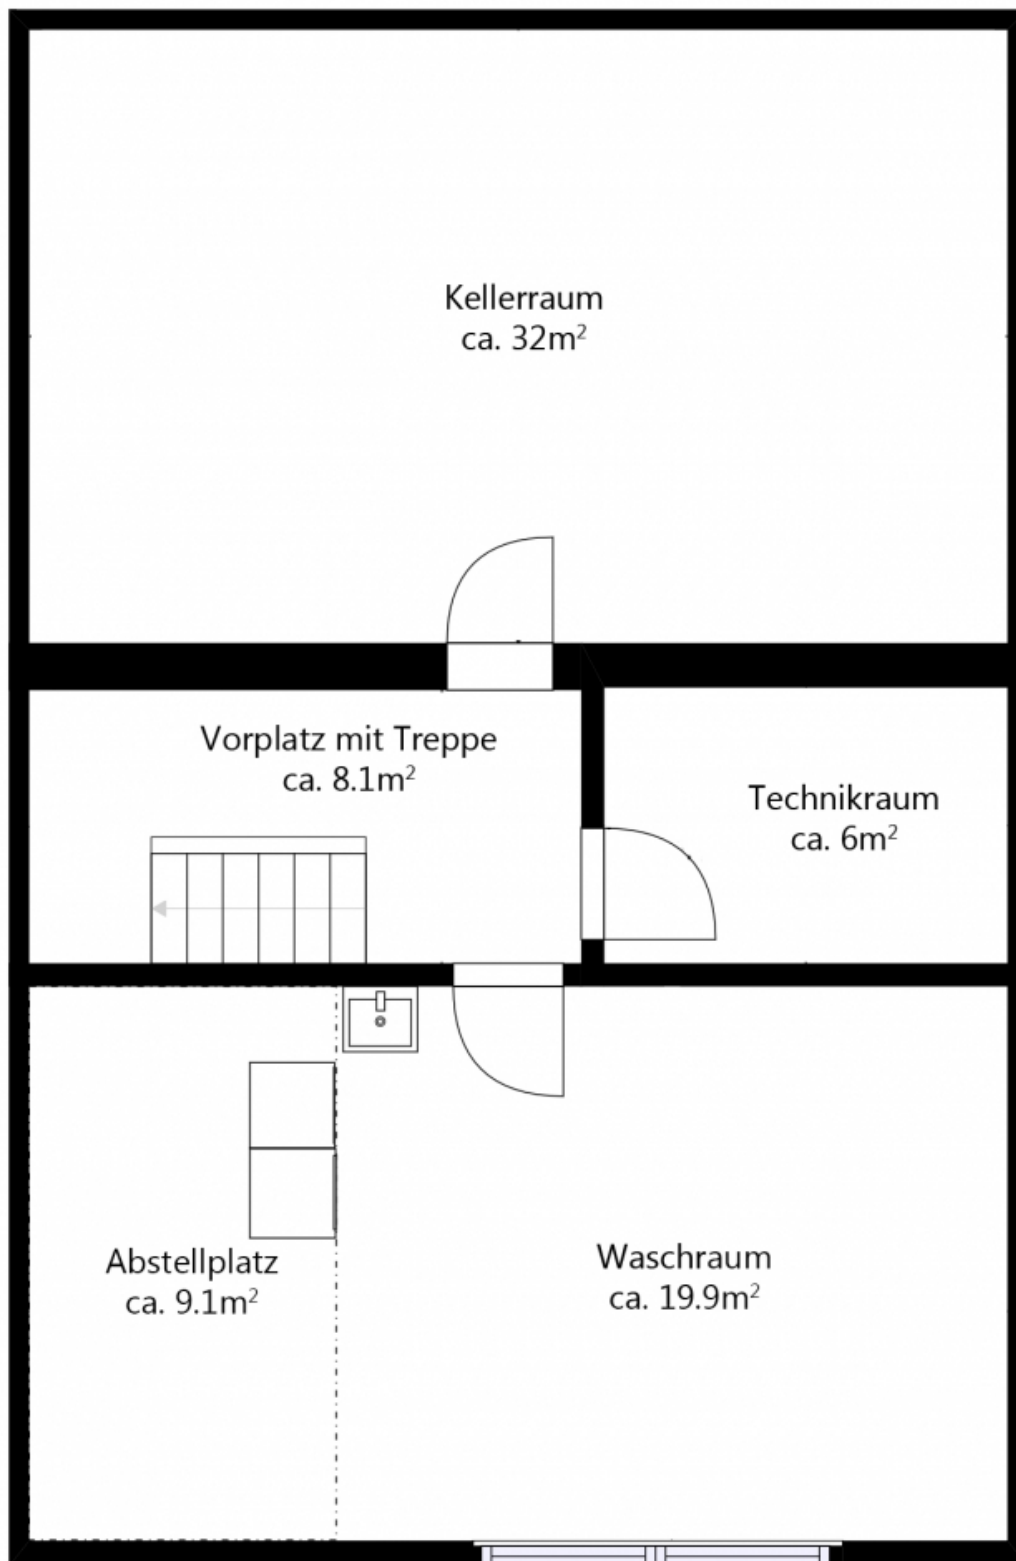 Kellerraum
ca. 32m²
Vorplatz mit Treppe
ca. 8.1m²
Technikraum
ca. 6m²
Abstellplatz
ca. 9.1m²
Waschraum
ca. 19.9m²